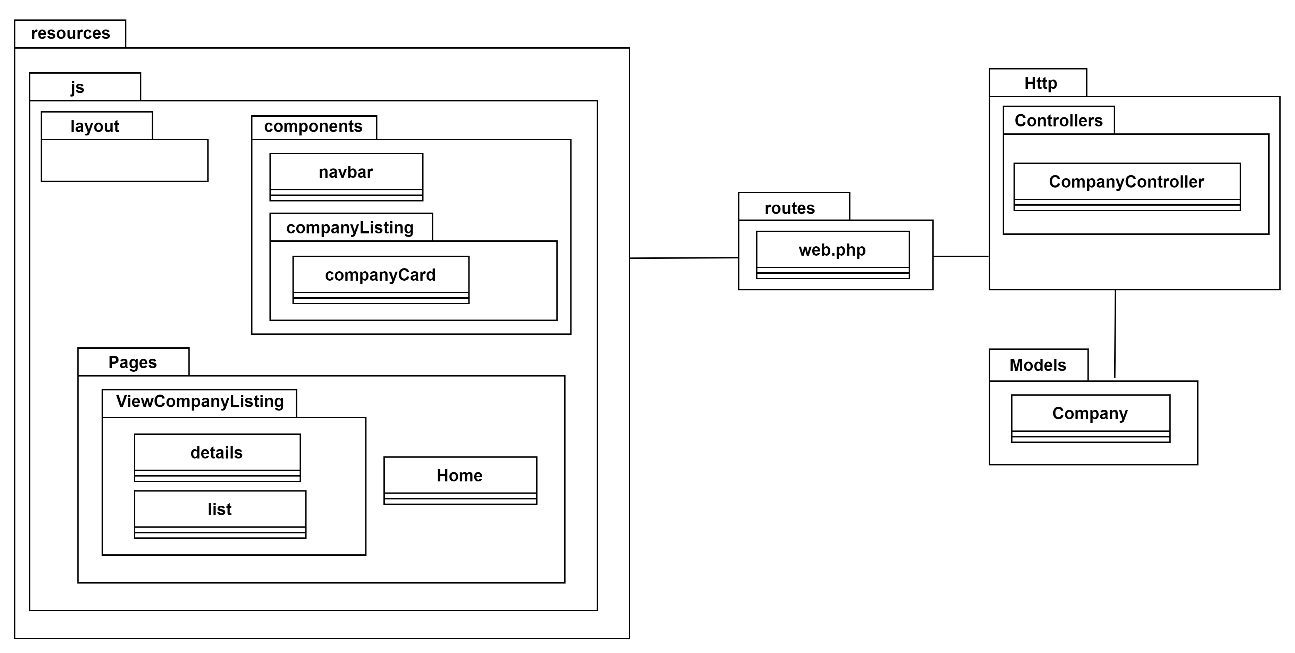 resources
js
layout
components
navbar
companyListing
companyCard
Pages
ViewCompanyListing
details
list
Home
routes
web.php
Http
Controllers
CompanyController
Models
Company